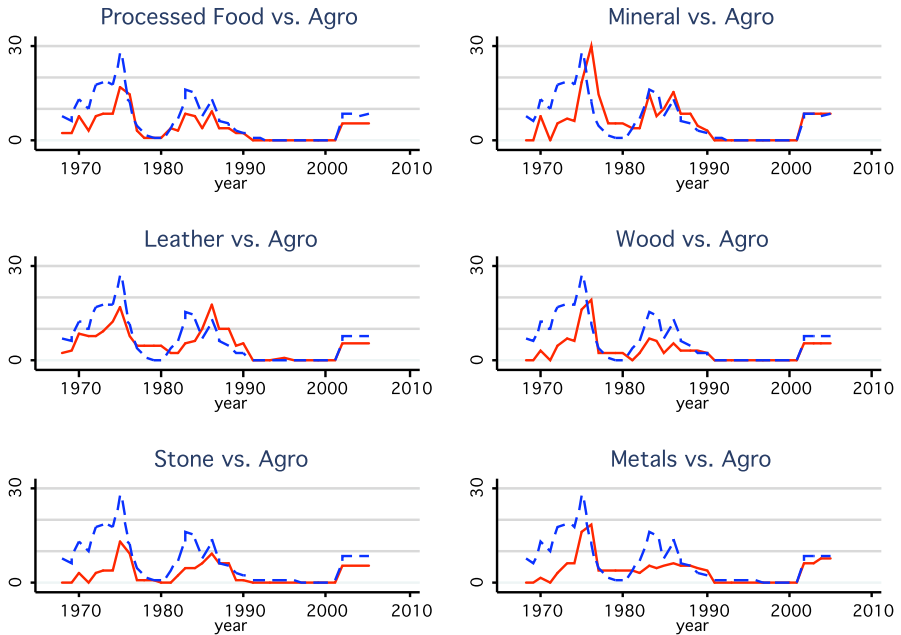 Processed Food vs. Agro
30
0
1970 1980 1990 2000 2010
year
Mineral vs. Agro
30
0
1970 1980 1990 2000 2010
year
Leather vs. Agro
30
0
1970 1980 1990 2000 2010
year
Wood vs. Agro
30
0
1970 1980 1990 2000 2010
year
Stone vs. Agro
30
0
1970 1980 1990 2000 2010
year
Metals vs. Agro
30
0
1970 1980 1990 2000 2010
year